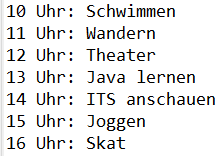 10 Uhr: Schwimmen
11 Uhr: Wandern
12 Uhr: Theater
13 Uhr: Java lernen
14 Uhr: ITS anschauen
15 Uhr: Joggen
16 Uhr: Skat